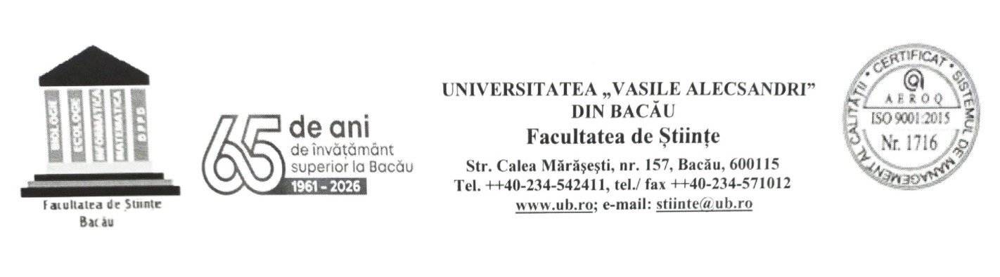 BIOLOGIE
ECOLOGIE
INFORMATICA
MATEMATICA
D P P D
Facultatea de Științe
Bacău
65 de ani
de învățământ
superior la Bacău
1961 - 2026
UNIVERSITATEA „VASILE ALECSANDRI”
DIN BACĂU
Facultatea de Științe
Str. Calea Mărășești, nr. 157, Bacău, 600115
Tel. ++40-234-542411, tel./ fax ++40-234-571012
www.ub.ro; e-mail: stiinte@ub.ro
CERTIFICAT • SISTEMUL DE MANAGEMENT AL CALITĂȚII •
AEROQ
ISO 9001:2015
Nr. 1716